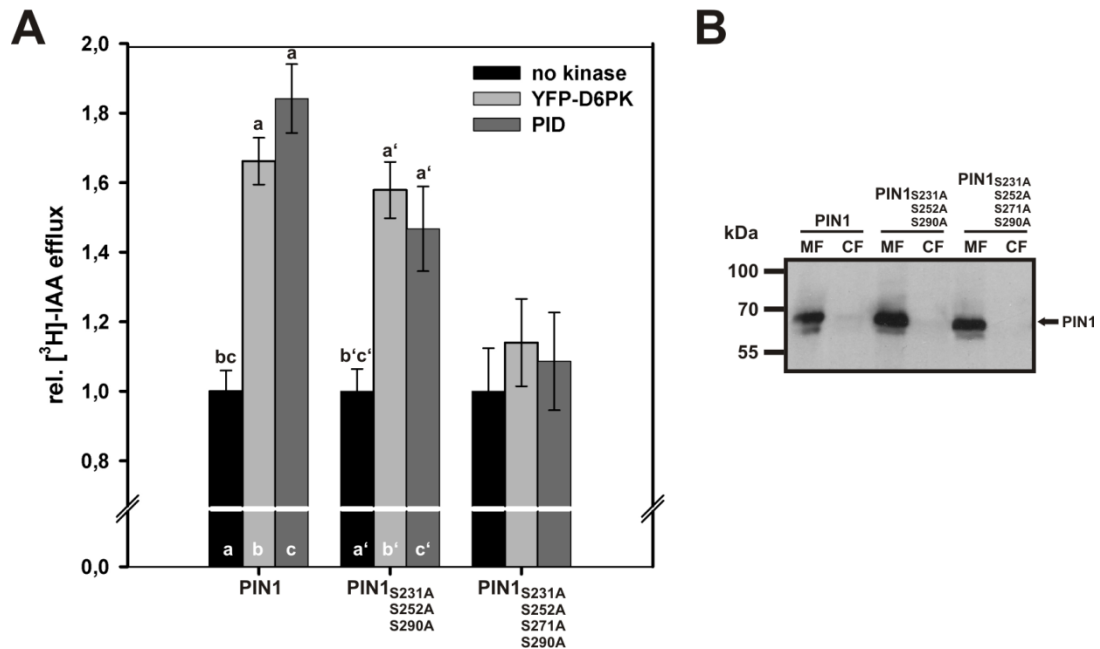 A
rel. [³H]-IAA efflux
2,0
1,8
1,6
1,4
1,2
1,0
0,8
0,0
no kinase
YFP-D6PK
PID
bc
a
a
b'c'
a'
a'
a b c
a' b' c'
PIN1
PIN1S231A
S252A
S290A
PIN1S231A
S252A
S271A
S290A
B
kDa
100
70
55
PIN1
MF CF
PIN1S231A
S252A
S290A
MF CF
PIN1S231A
S252A
S271A
S290A
MF CF
PIN1